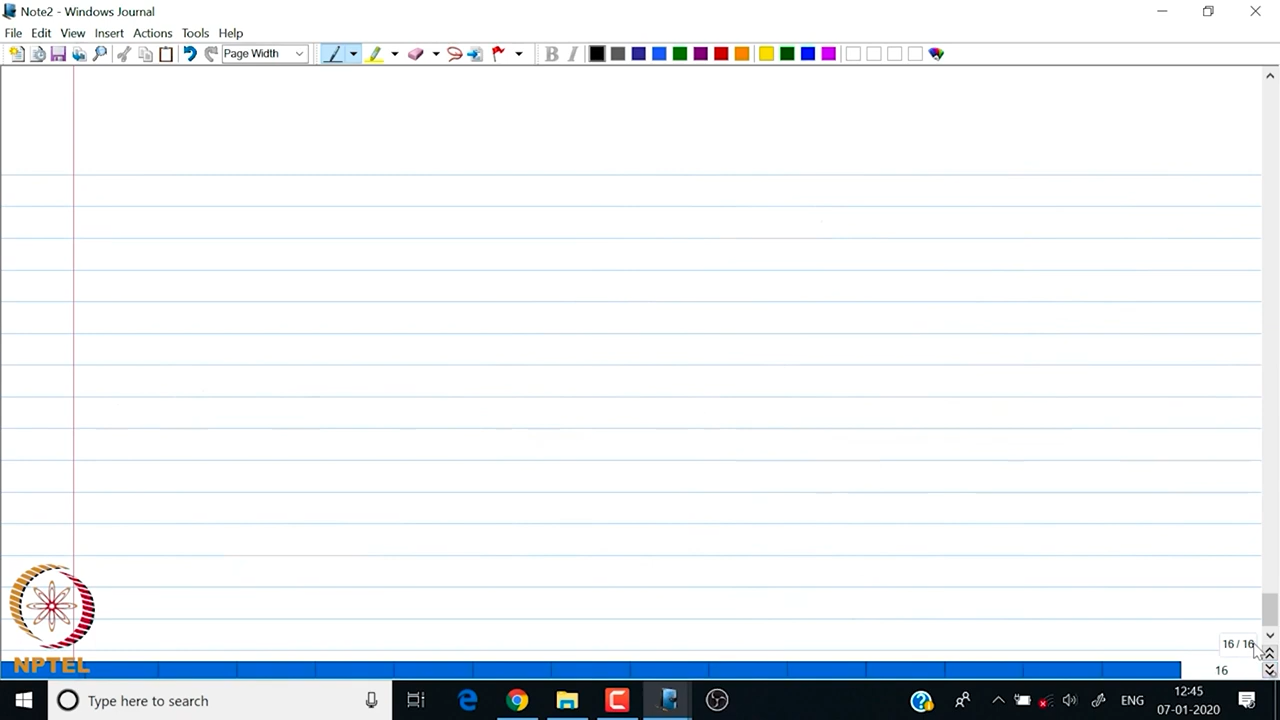 Note2 - Windows Journal
File Edit View Insert Actions Tools Help
Page Width B I
16 / 16
NPTEL
16
Type here to search
ENG
12:45
07-01-2020